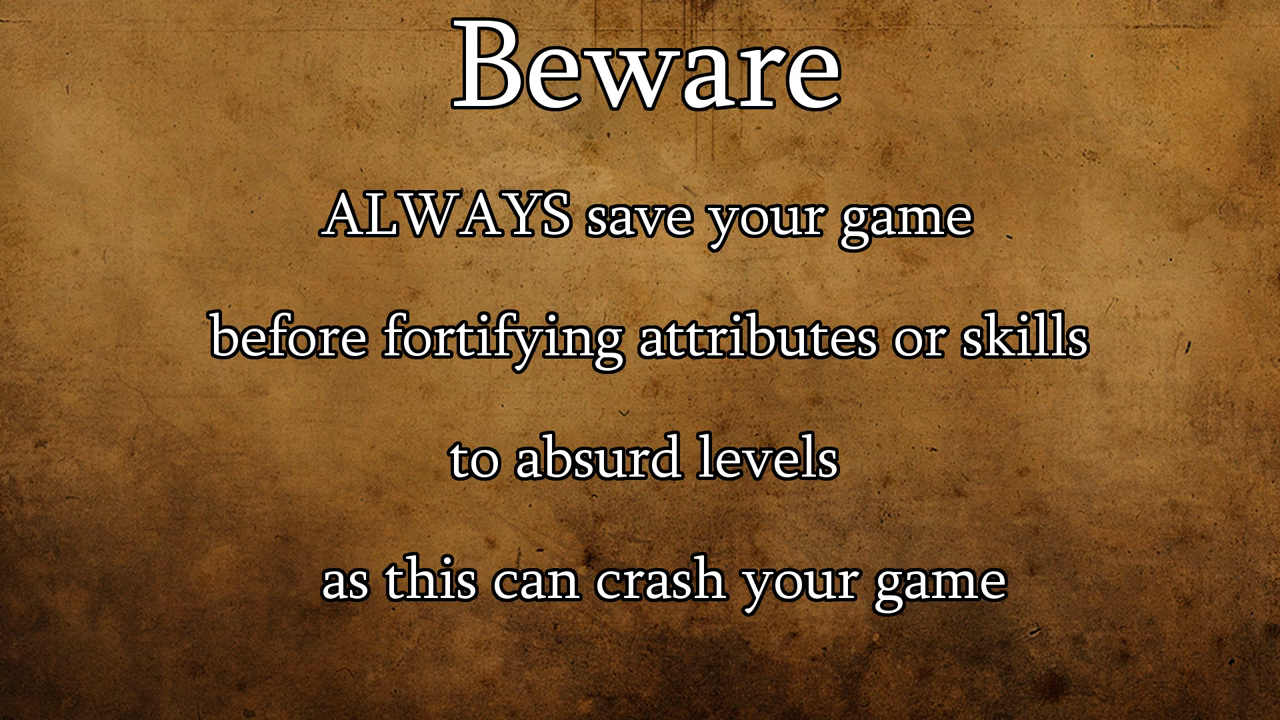 Beware
ALWAYS save your game
before fortifying attributes or skills
to absurd levels
as this can crash your game